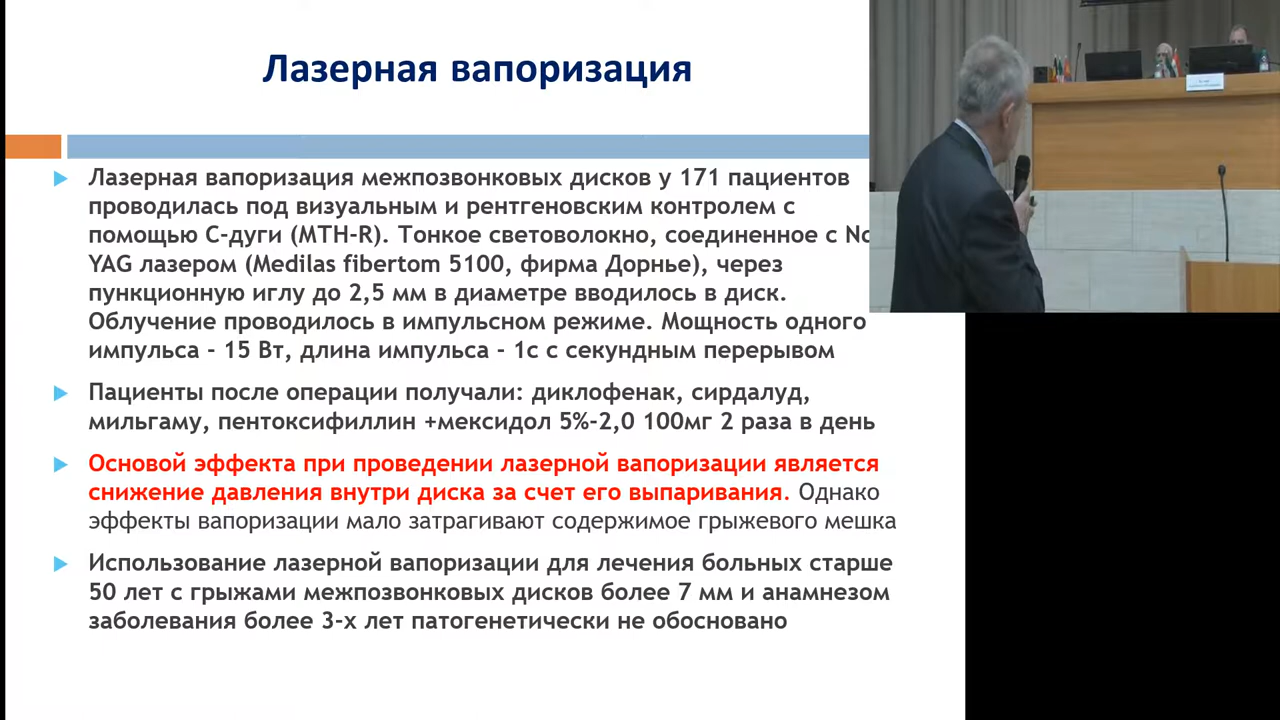 Лазерная вапоризация
Лазерная вапоризация межпозвонковых дисков у 171 пациентов
проводилась под визуальным и рентгеновским контролем с
помощью С-дуги (MTH-R). Тонкое световолокно, соединенное с
YAG лазером (Medilas fibertom 5100, фирма Дорнье), через
пункционную иглу до 2,5 мм в диаметре вводилось в диск.
Облучение проводилось в импульсном режиме. Мощность одного
импульса - 15 Вт, длина импульса - 1с с секундным перерывом
Пациенты после операции получали: диклофенак, сирдалуд,
мильгаму, пентоксифиллин +мексидол 5%-2,0 100мг 2 раза в день
Основой эффекта при проведении лазерной вапоризации является
снижение давления внутри диска за счет его выпаривания. Однако
эффекты вапоризации мало затрагивают содержимое грыжевого мешка
Использование лазерной вапоризации для лечения больных старше
50 лет с грыжами межпозвонковых дисков более 7 мм и анамнезом
заболевания более 3-х лет патогенетически не обосновано